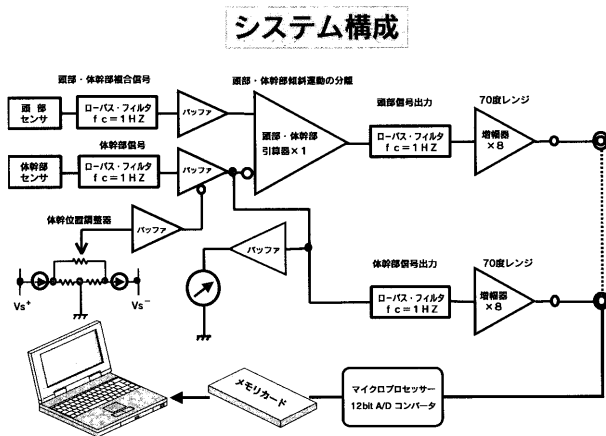 システム構成
頭部・体幹部複合信号
頭部・体幹部傾斜運動の分離
頭部信号出力
70度レンジ
頭 部
センサ
ローパス・フィルタ
f c = 1 H Z
バッファ
頭部・体幹部
引算器×1
ローパス・フィルタ
f c = 1 H Z
増幅器
×8
体幹部信号
体幹部
センサ
ローパス・フィルタ
f c = 1 H Z
バッファ
体幹位置調整器
バッファ
バッファ
体幹部信号出力
70度レンジ
ローパス・フィルタ
f c = 1 H Z
増幅器
×8
Vs⁺
Vs⁻
メモリカード
マイクロプロセッサー
12bit A/D コンバータ